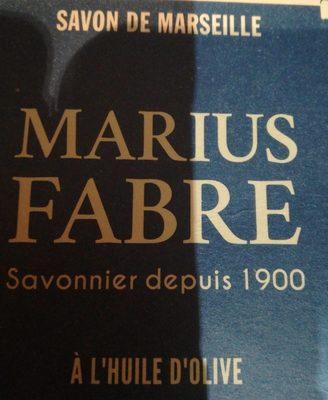 SAVON DE MARSEILLE
MARIUS
FABRE
Savonnier depuis 1900
À L'HUILE D'OLIVE